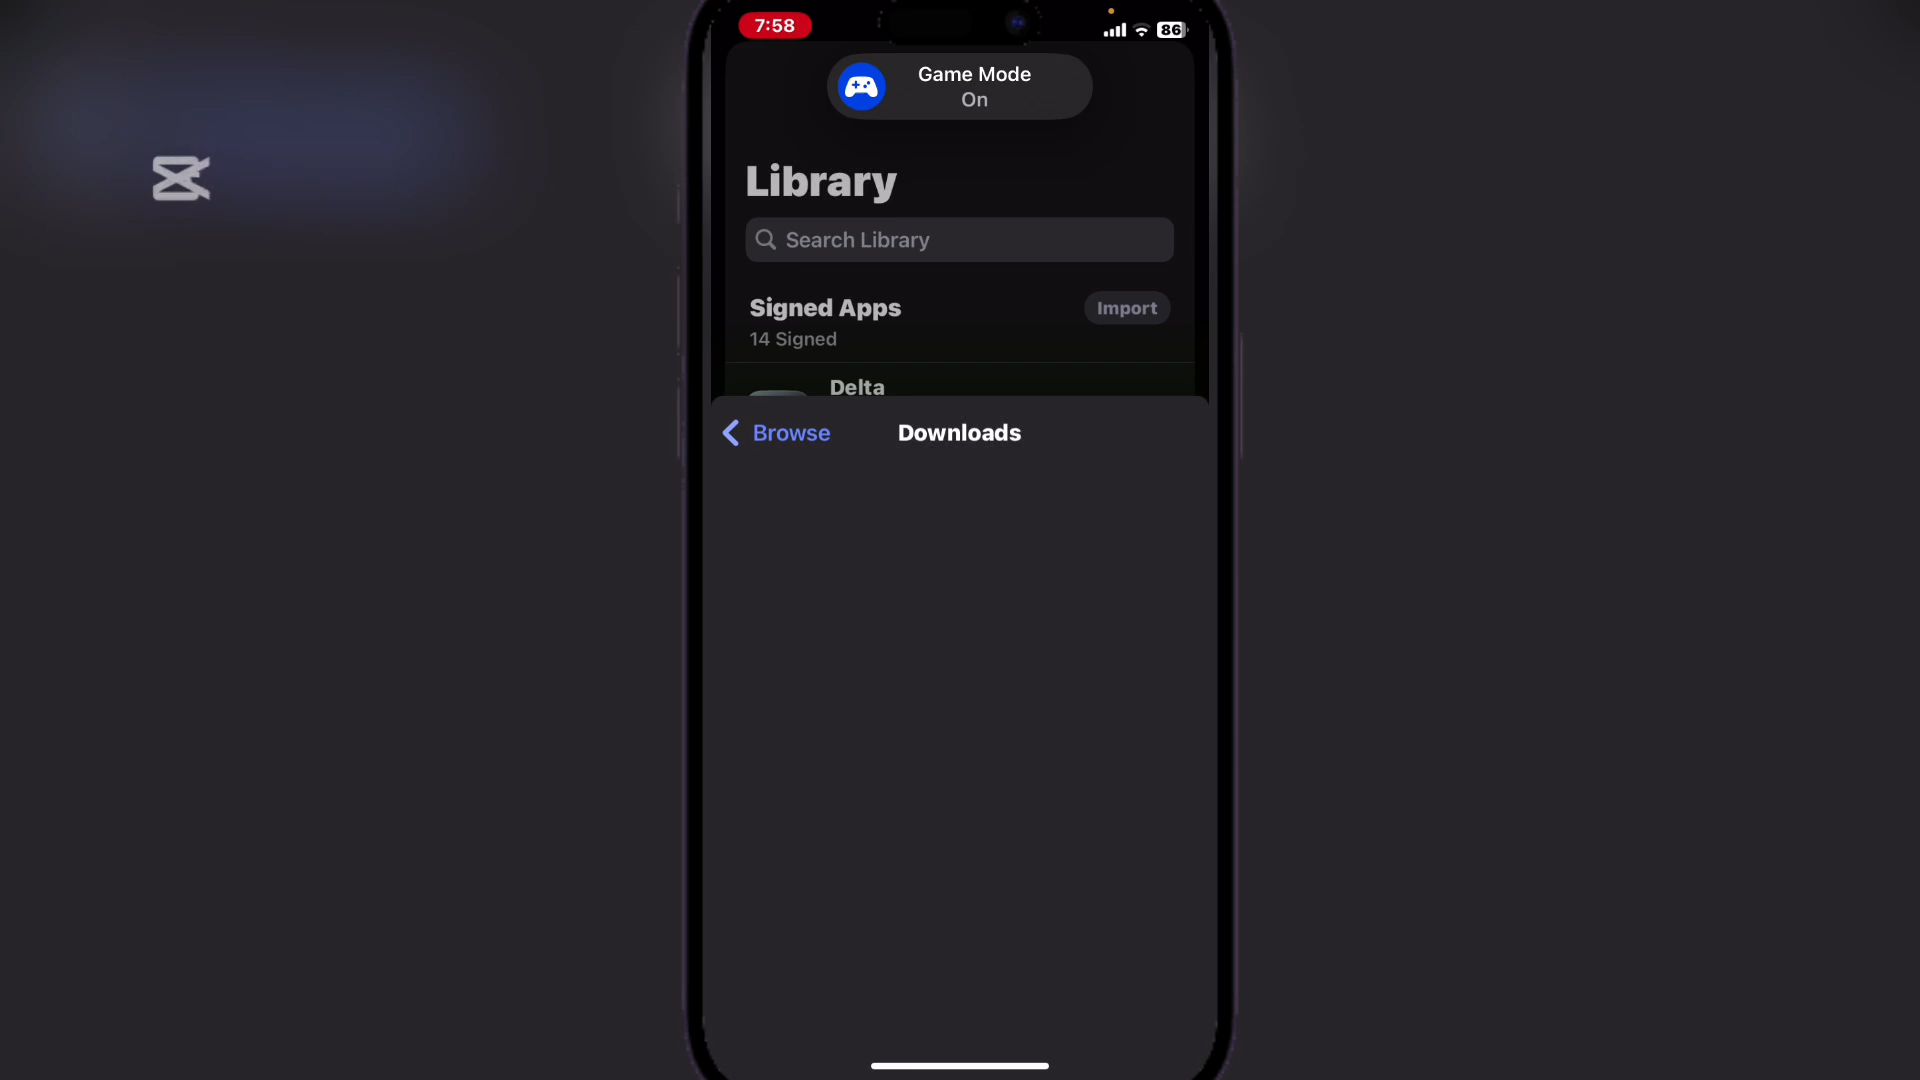 7:58
86
Game Mode
On
Library
Search Library
Signed Apps
Import
14 Signed
Delta
Browse
Downloads